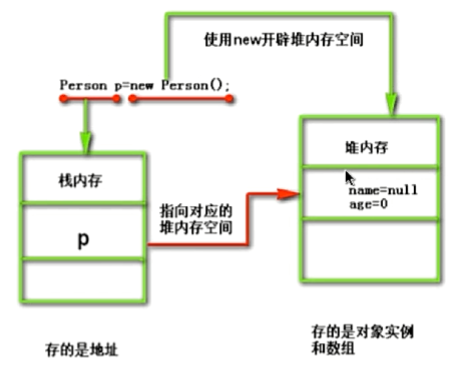 使用new开辟堆内存空间
Person p=new Person();
堆内存
栈内存
name=null
age=0
指向对应的
堆内存空间
p
存的是地址
存的是对象实例
和数组